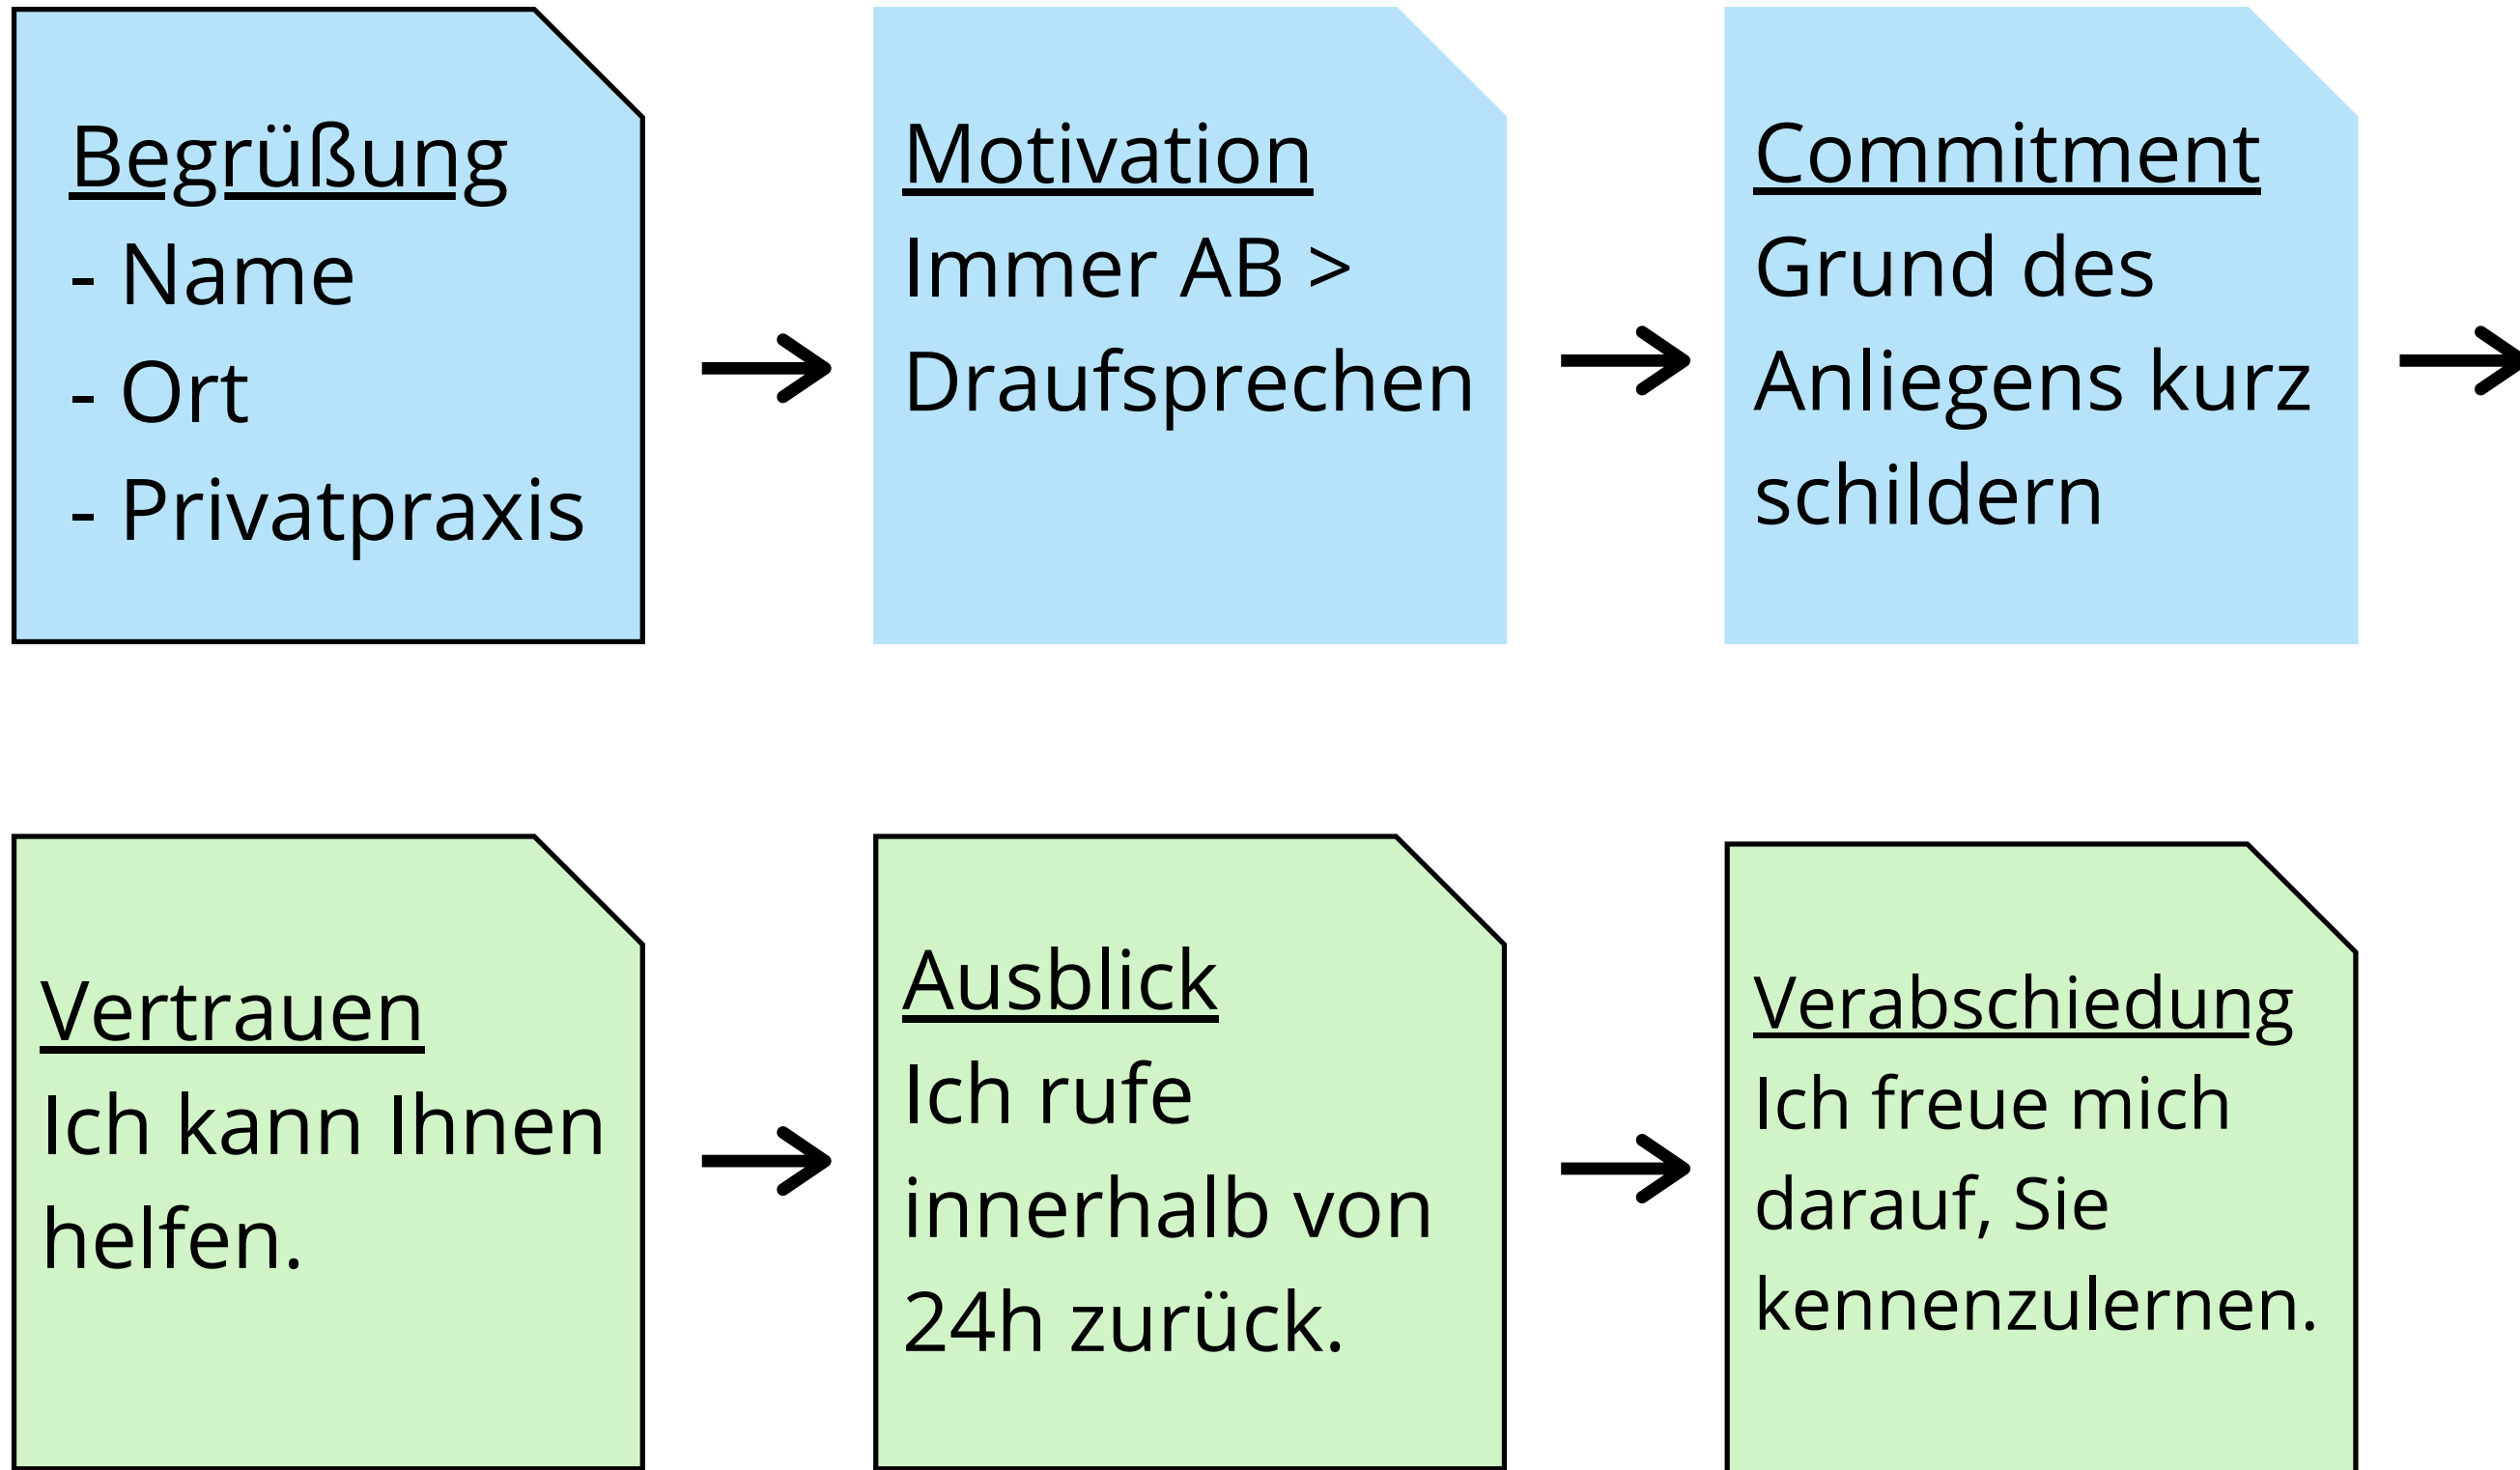 Begrüßung
- Name
- Ort
- Privatpraxis
Motivation
Immer AB >
Draufsprechen
Commitment
Grund des
Anliegens kurz
schildern
Vertrauen
Ich kann Ihnen
helfen.
Ausblick
Ich rufe
innerhalb von
24h zurück.
Verabschiedung
Ich freue mich
darauf, Sie
kennenzulernen.